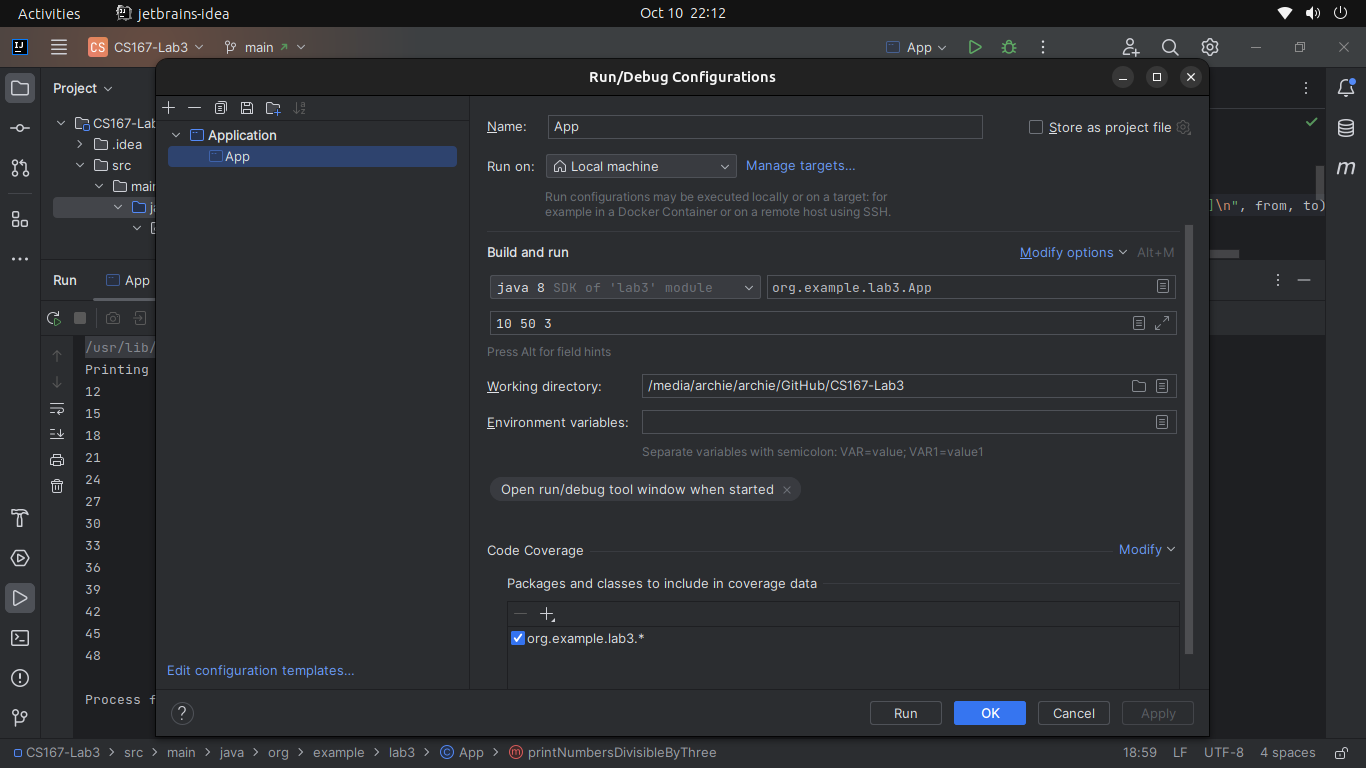 Activities jetbrains-idea Oct 10 22:12
CS CS167-Lab3 main App
Project
CS167-Lab
.idea
src
main
Run App
/usr/lib/
Printing
12
15
18
21
24
27
30
33
36
39
42
45
48
Process f
Run/Debug Configurations
Application
App
Edit configuration templates...
Name: App Store as project file
Run on: Local machine Manage targets...
Run configurations may be executed locally or on a target: for
example in a Docker Container or on a remote host using SSH.
Build and run Modify options Alt+M
java 8 SDK of 'lab3' module org.example.lab3.App
10 50 3
Press Alt for field hints
Working directory: /media/archie/archie/GitHub/CS167-Lab3
Environment variables:
Separate variables with semicolon: VAR=value; VAR1=value1
Open run/debug tool window when started
Code Coverage Modify
Packages and classes to include in coverage data
org.example.lab3.*
? Run OK Cancel Apply
]\n", from, to)
m
CS167-Lab3 > src > main > java > org > example > lab3 > App > printNumbersDivisibleByThree 18:59 LF UTF-8 4 spaces